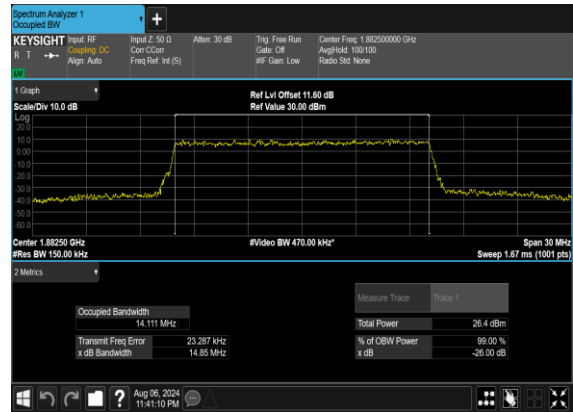 Spectrum Analyzer 1
Occupied BW
+
KEYSIGHT Input: RF Input Z: 50 Ω Atten: 30 dB Trig: Free Run Center Freq: 1.882500000 GHz
R T Coupling: DC Corr CCorr Gate: Off Avg|Hold: 100/100
Align: Auto Freq Ref: Int (S) #IF Gain: Low Radio Std: None
LW
1 Graph
Ref Lvl Offset 11.60 dB
Scale/Div 10.0 dB Ref Value 30.00 dBm
Log
20.0
10.0
0.00
-10.0
-20.0
-30.0
-40.0
-50.0
-60.0
Center 1.88250 GHz #Video BW 470.00 kHz* Span 30 MHz
#Res BW 150.00 kHz Sweep 1.67 ms (1001 pts)
2 Metrics
Measure Trace Trace 1
Occupied Bandwidth
14.111 MHz
Total Power 26.4 dBm
Transmit Freq Error 23.287 kHz % of OBW Power 99.00 %
x dB Bandwidth 14.85 MHz x dB -26.00 dB
?
Aug 06, 2024
11:41:10 PM